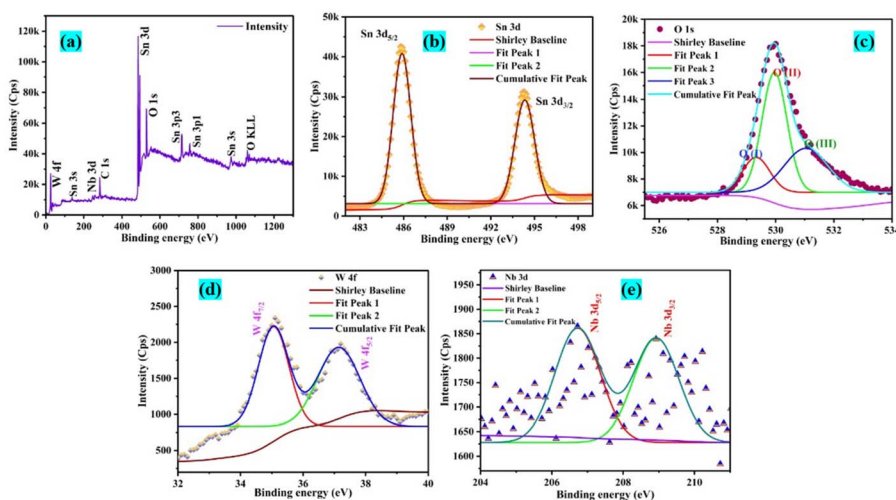 (a)
Intensity
120k
100k
80k
60k
40k
20k
0
0 200 400 600 800 1000 1200
Intensity (Cps)
Binding energy (eV)
W 4f
Sn 3s
Nb 3d
C 1s
Sn 3d
O 1s
Sn 3p3
Sn 3p1
Sn 3s
O KLL
(b)
Sn 3d
Shirley Baseline
Fit Peak 1
Fit Peak 2
Cumulative Fit Peak
Sn 3d5/2
Sn 3d3/2
50k
40k
30k
20k
10k
0
483 486 489 492 495 498
Intensity (Cps)
Binding energy (eV)
(c)
O 1s
Shirley Baseline
Fit Peak 1
Fit Peak 2
Fit Peak 3
Cumulative Fit Peak
O (I)
O (II)
(III)
20k
18k
16k
14k
12k
10k
8k
6k
526 528 530 532 534
Intensity (Cps)
Binding energy (eV)
(d)
W 4f
Shirley Baseline
Fit Peak 1
Fit Peak 2
Cumulative Fit Peak
W 4f7/2
W 4f5/2
3000
2500
2000
1500
1000
500
32 34 36 38 40
Intensity (Cps)
Binding energy (eV)
(e)
Nb 3d
Shirley Baseline
Fit Peak 1
Fit Peak 2
Cumulative Fit Peak
Nb 3d5/2
Nb 3d3/2
1950
1900
1850
1800
1750
1700
1650
1600
204 206 208 210
Intensity (Cps)
Binding energy (eV)